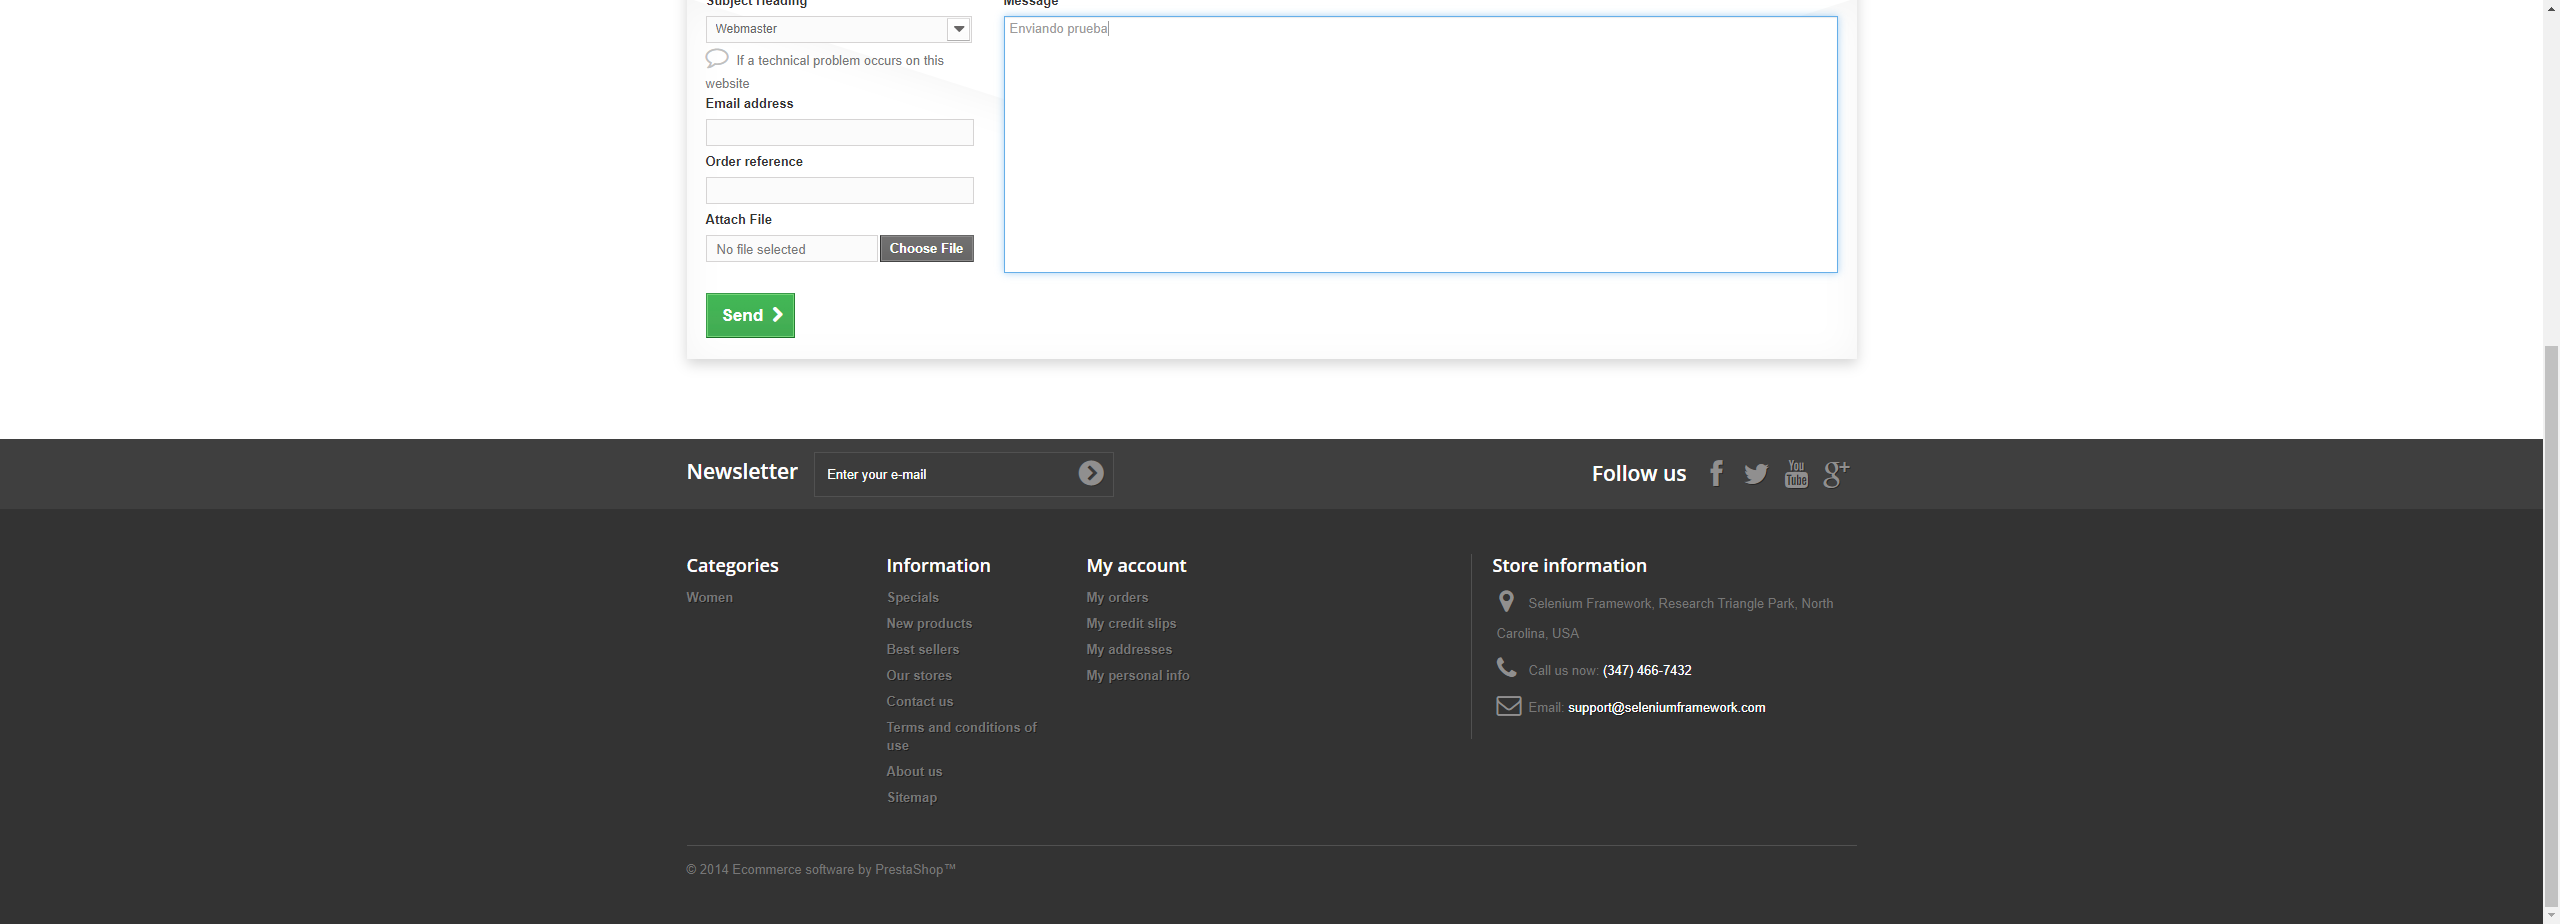 Subject Heading
Message
Webmaster
Enviando prueba
If a technical problem occurs on this
website
Email address
Order reference
Attach File
No file selected
Choose File
Send
Newsletter
Enter your e-mail
Follow us
You
Tube
g+
Categories
Women
Information
Specials
New products
Best sellers
Our stores
Contact us
Terms and conditions of
use
About us
Sitemap
My account
My orders
My credit slips
My addresses
My personal info
Store information
Selenium Framework, Research Triangle Park, North
Carolina, USA
Call us now: (347) 466-7432
Email: support@seleniumframework.com
© 2014 Ecommerce software by PrestaShop™